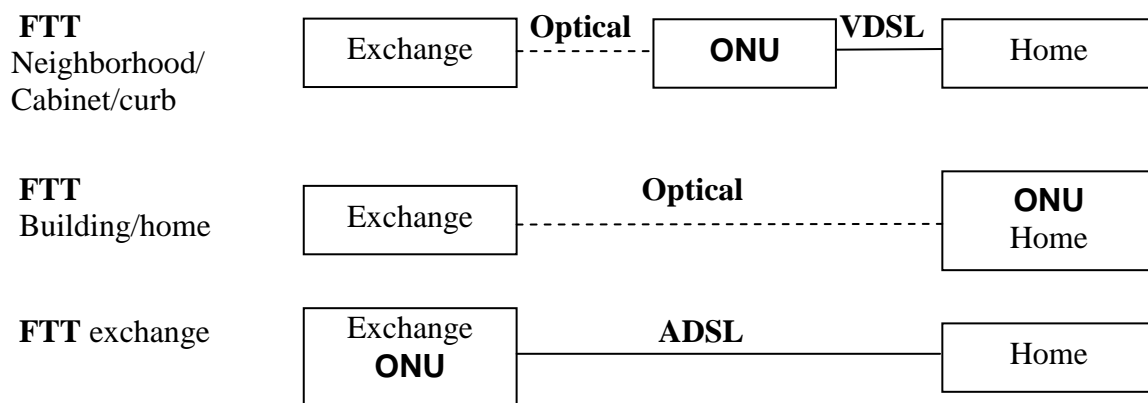 FTT
Neighborhood/
Cabinet/curb
Exchange
Optical
ONU
VDSL
Home
FTT
Building/home
Exchange
Optical
ONU
Home
FTT exchange
Exchange
ONU
ADSL
Home